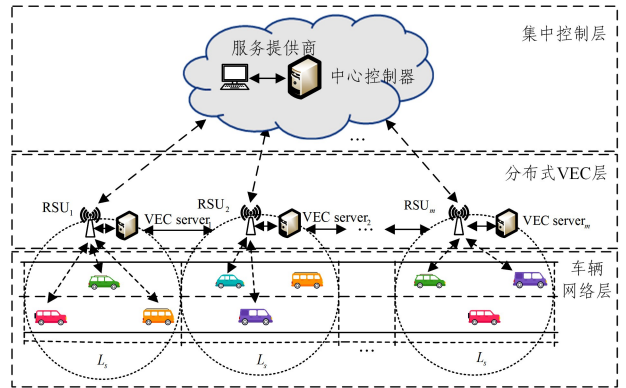 集中控制层
服务提供商
中心控制器
...
分布式VEC层
RSU1
VEC server1
RSU2
VEC server2
...
RSUm
VEC serverm
车辆
网络层
...
Ls
Ls
Ls